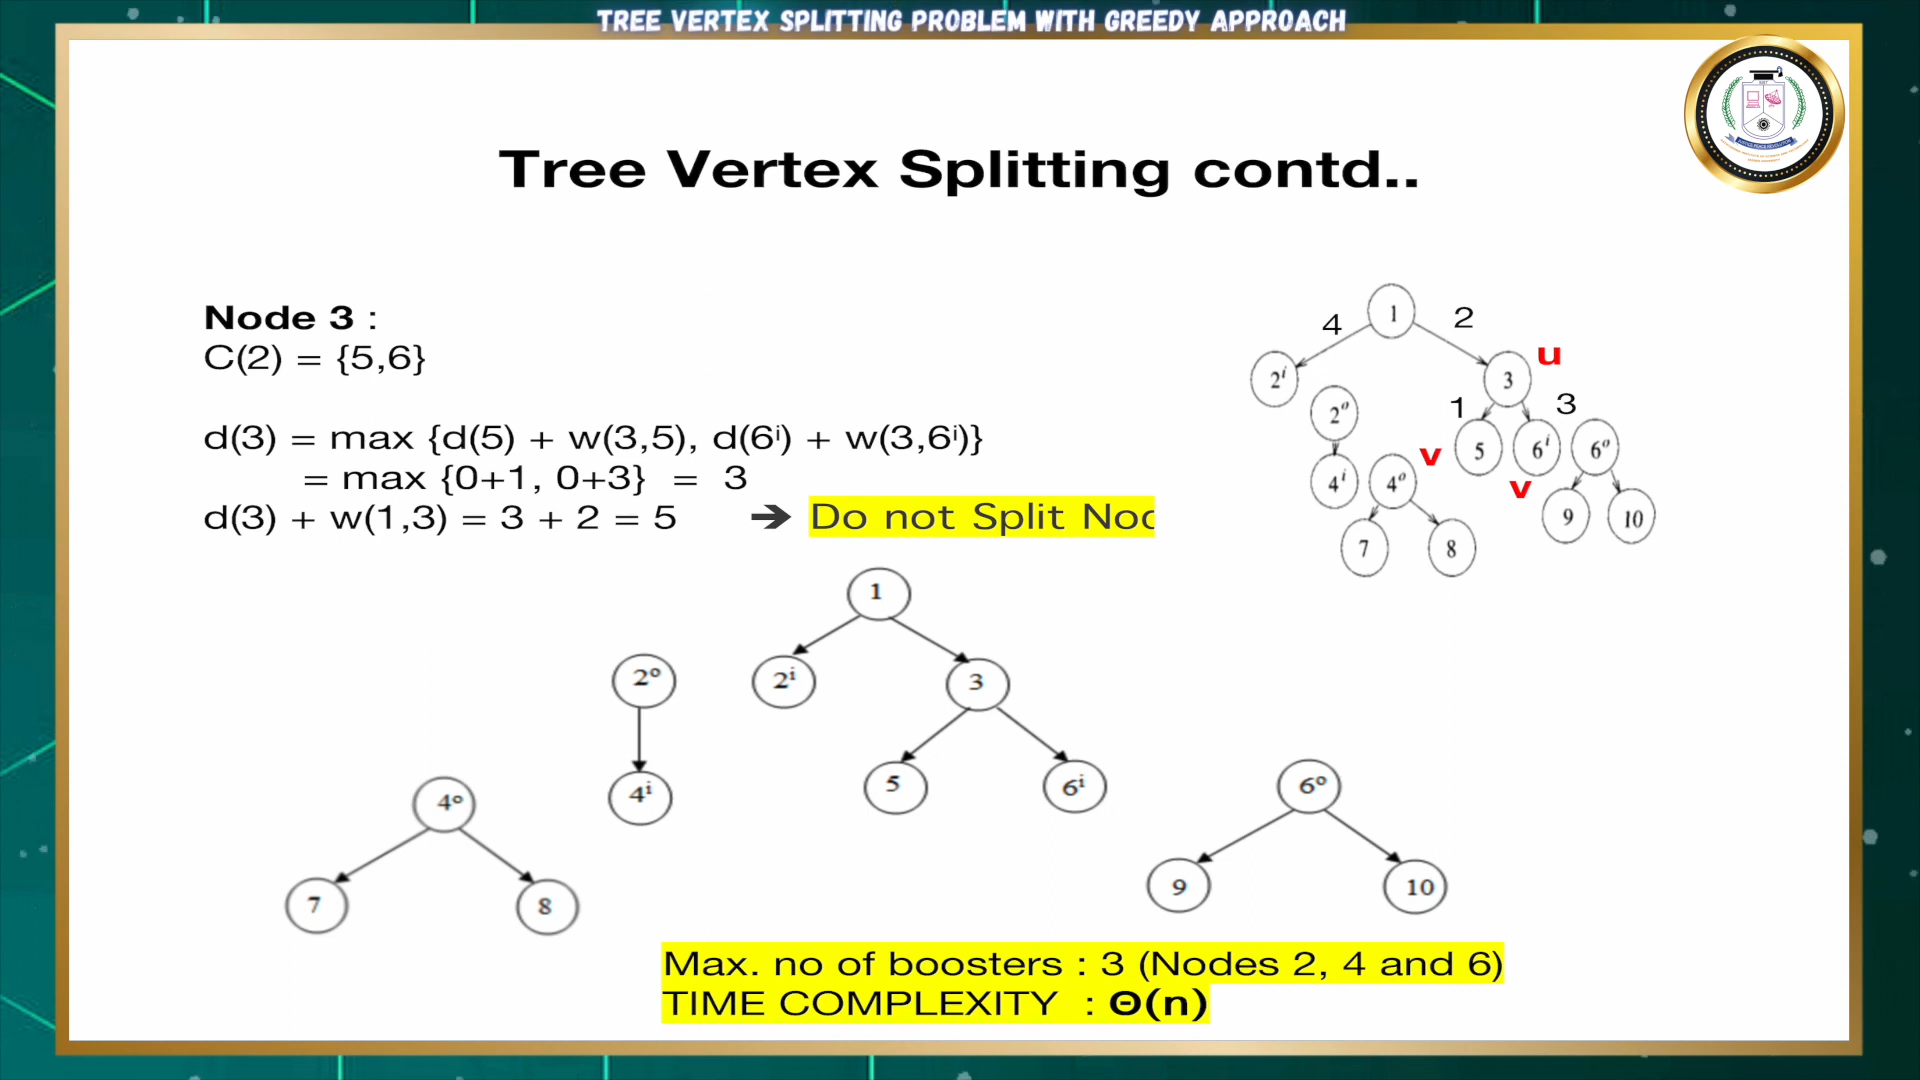 TREE VERTEX SPLITTING PROBLEM WITH GREEDY APPROACH
Tree Vertex Splitting contd..
Node 3 :
C(2) = {5,6}
d(3) = max {d(5) + w(3,5), d(6ⁱ) + w(3,6ⁱ)}
= max {0+1, 0+3} = 3
d(3) + w(1,3) = 3 + 2 = 5 ➔ Do not Split Noc
1
4
2
u
2ⁱ
3
2ᵒ
1
3
v
5
6ⁱ
6ᵒ
4ⁱ
4ᵒ
v
9
10
7
8
1
2ᵒ
2ⁱ
3
4ⁱ
5
6ⁱ
4ᵒ
6ᵒ
7
8
9
10
Max. no of boosters : 3 (Nodes 2, 4 and 6)
TIME COMPLEXITY : Θ(n)